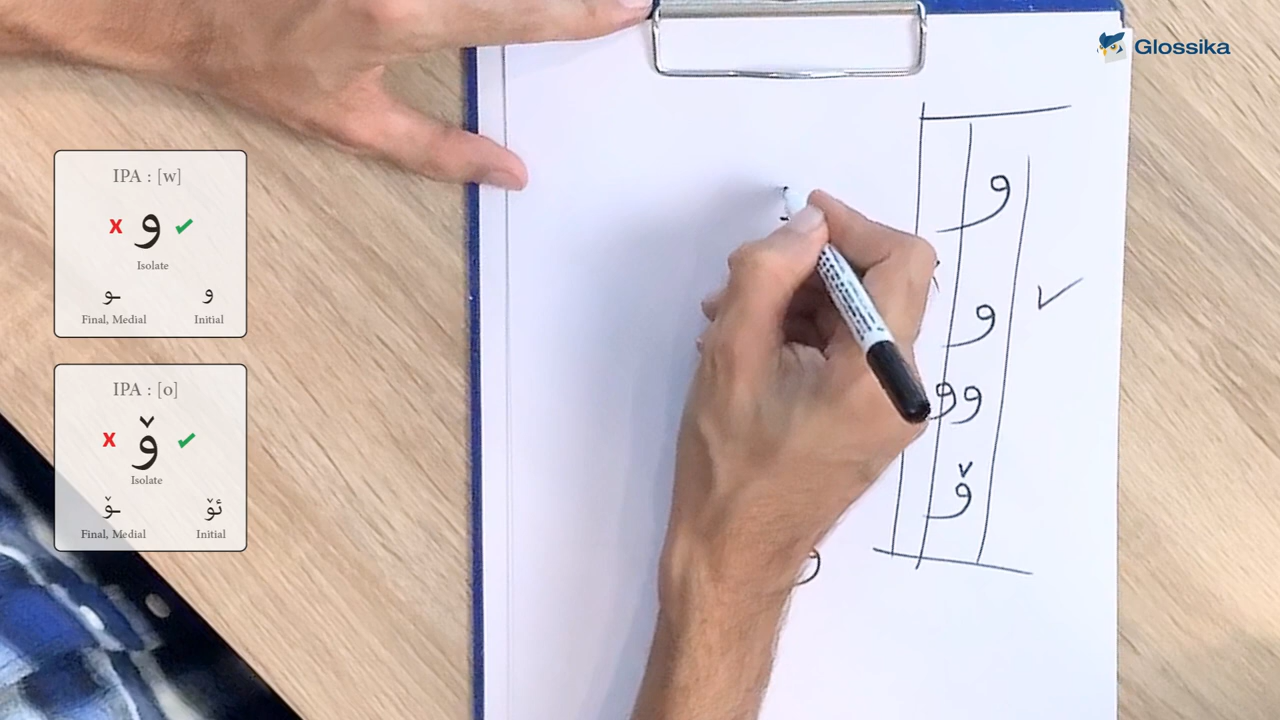 Glossika
IPA : [w]
x و ✓
Isolate
ـو و
Final, Medial Initial
IPA : [o]
x ۆ ✓
Isolate
ـۆ ئۆ
Final, Medial Initial
و
و
✓
وو
ۆ